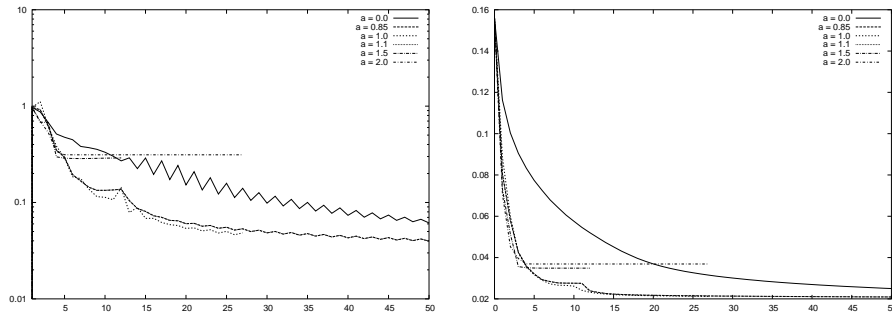 10
1
0.1
0.01
5 10 15 20 25 30 35 40 45 50
a = 0.0
a = 0.85
a = 1.0
a = 1.1
a = 1.5
a = 2.0
0.16
0.14
0.12
0.1
0.08
0.06
0.04
0.02
0 5 10 15 20 25 30 35 40 45 50
a = 0.0
a = 0.85
a = 1.0
a = 1.1
a = 1.5
a = 2.0